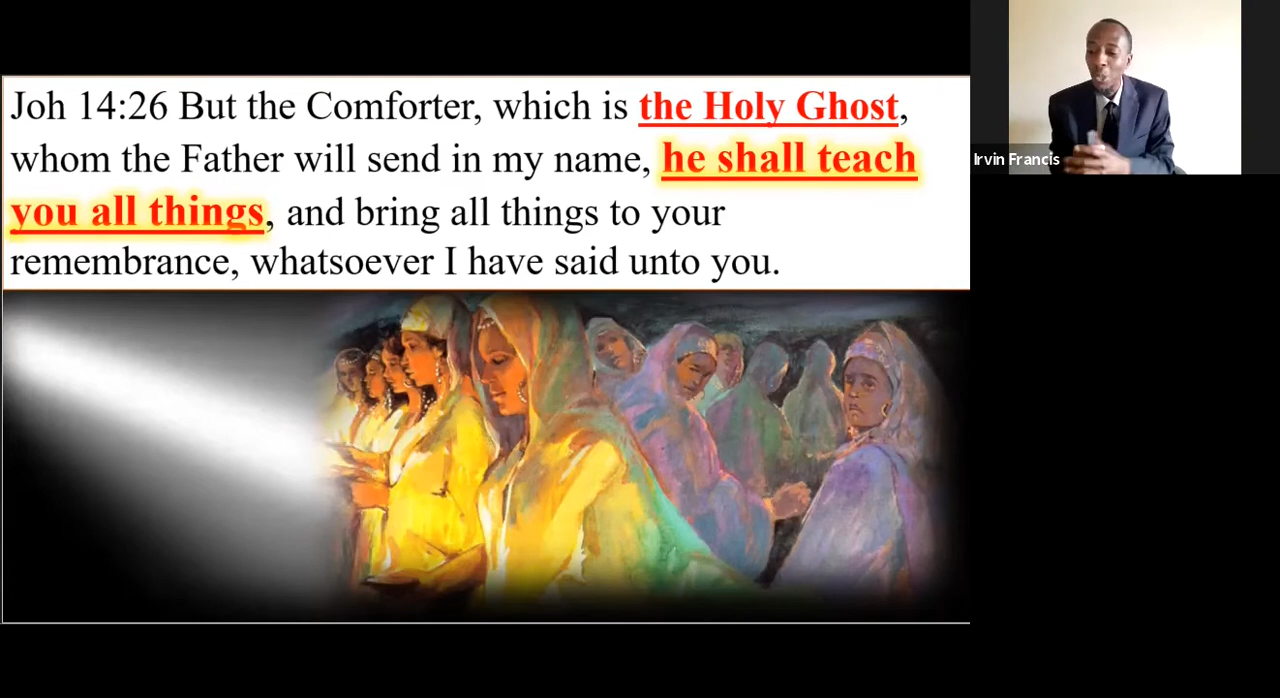 Joh 14:26 But the Comforter, which is the Holy Ghost,
whom the Father will send in my name, he shall teach
you all things, and bring all things to your
remembrance, whatsoever I have said unto you.
Irvin Francis